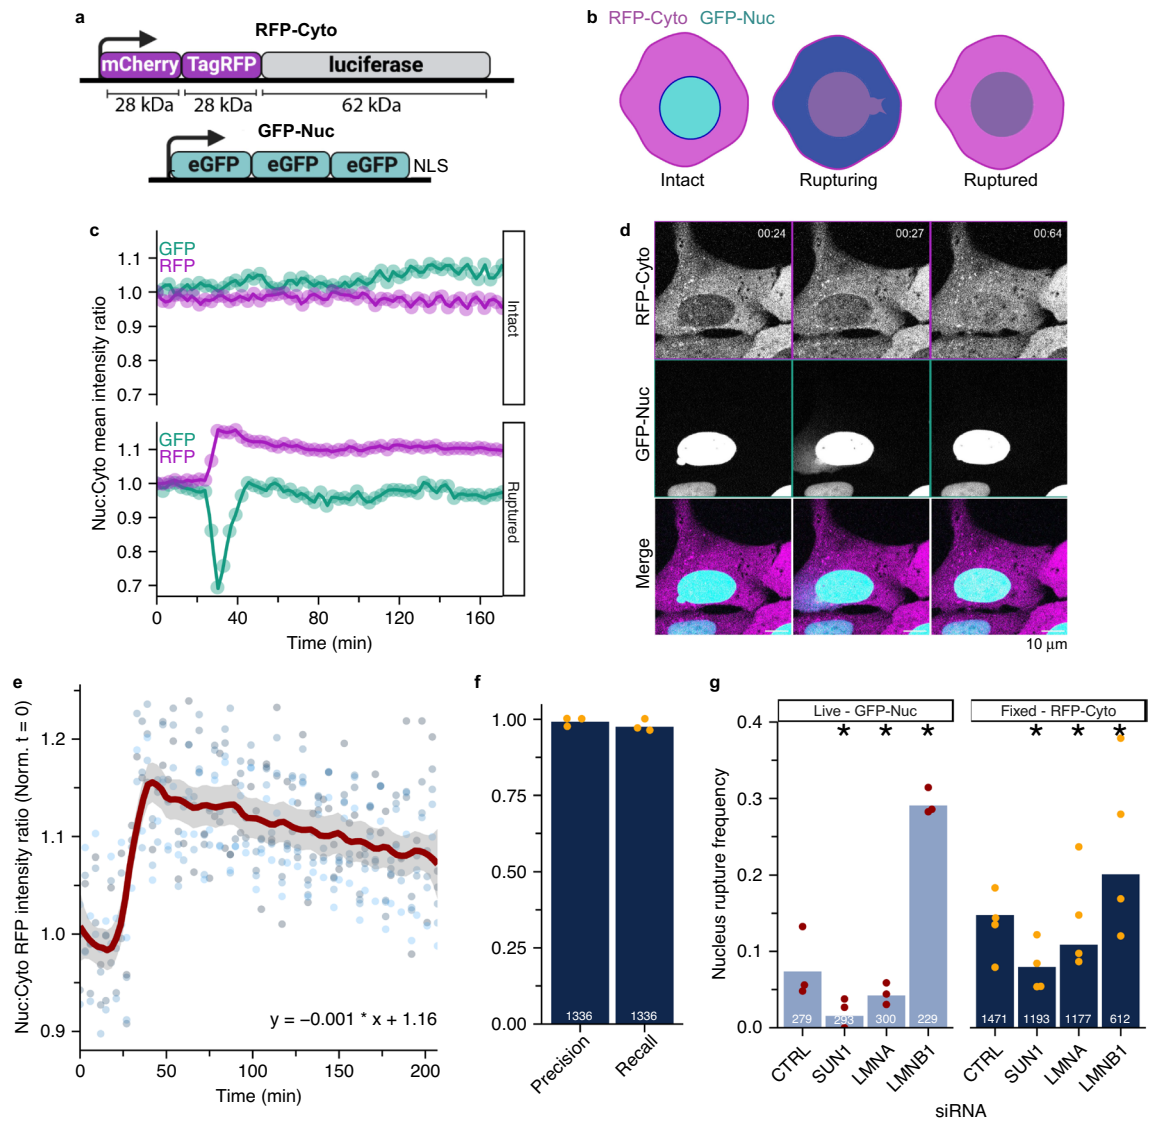 a
RFP-Cyto
mCherry TagRFP luciferase
28 kDa 28 kDa 62 kDa
GFP-Nuc
eGFP eGFP eGFP NLS
b RFP-Cyto GFP-Nuc
Intact Rupturing Ruptured
c
Nuc:Cyto mean intensity ratio
GFP
RFP
1.1
1.0
0.9
0.8
0.7
Intact
GFP
RFP
1.1
1.0
0.9
0.8
0.7
Ruptured
0 40 80 120 160
Time (min)
d
RFP-Cyto
00:24 00:27 00:64
GFP-Nuc
Merge
10 µm
e
Nuc:Cyto RFP intensity ratio (Norm. t = 0)
1.2
1.1
1.0
0.9
y = −0.001 * x + 1.16
0 50 100 150 200
Time (min)
f
1.00
0.75
0.50
0.25
0.00
1336 1336
Precision Recall
g
Nucleus rupture frequency
Live - GFP-Nuc Fixed - RFP-Cyto
* * * * * *
0.4
0.3
0.2
0.1
0.0
279 293 300 229 1471 1193 1177 612
CTRL SUN1 LMNA LMNB1 CTRL SUN1 LMNA LMNB1
siRNA